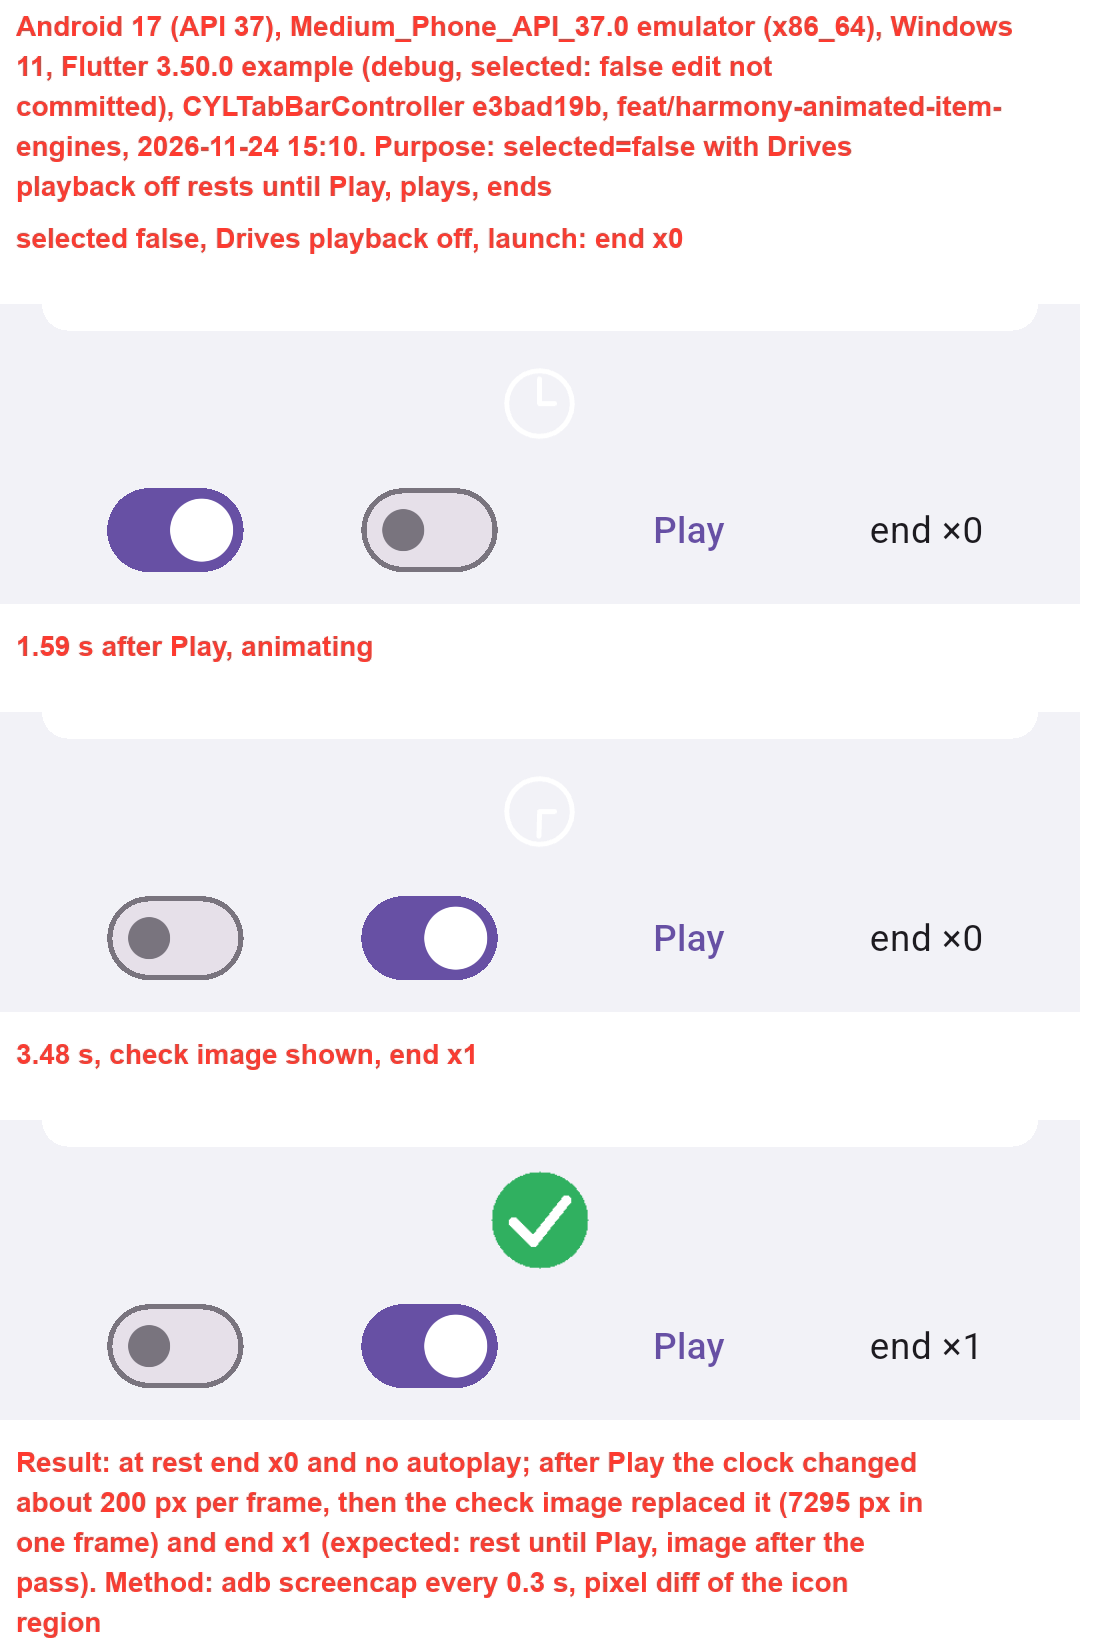 Android 17 (API 37), Medium_Phone_API_37.0 emulator (x86_64), Windows
11, Flutter 3.50.0 example (debug, selected: false edit not
committed), CYLTabBarController e3bad19b, feat/harmony-animated-item-
engines, 2026-11-24 15:10. Purpose: selected=false with Drives
playback off rests until Play, plays, ends
selected false, Drives playback off, launch: end x0
Play end ×0
1.59 s after Play, animating
Play end ×0
3.48 s, check image shown, end x1
Play end ×1
Result: at rest end x0 and no autoplay; after Play the clock changed
about 200 px per frame, then the check image replaced it (7295 px in
one frame) and end x1 (expected: rest until Play, image after the
pass). Method: adb screencap every 0.3 s, pixel diff of the icon
region